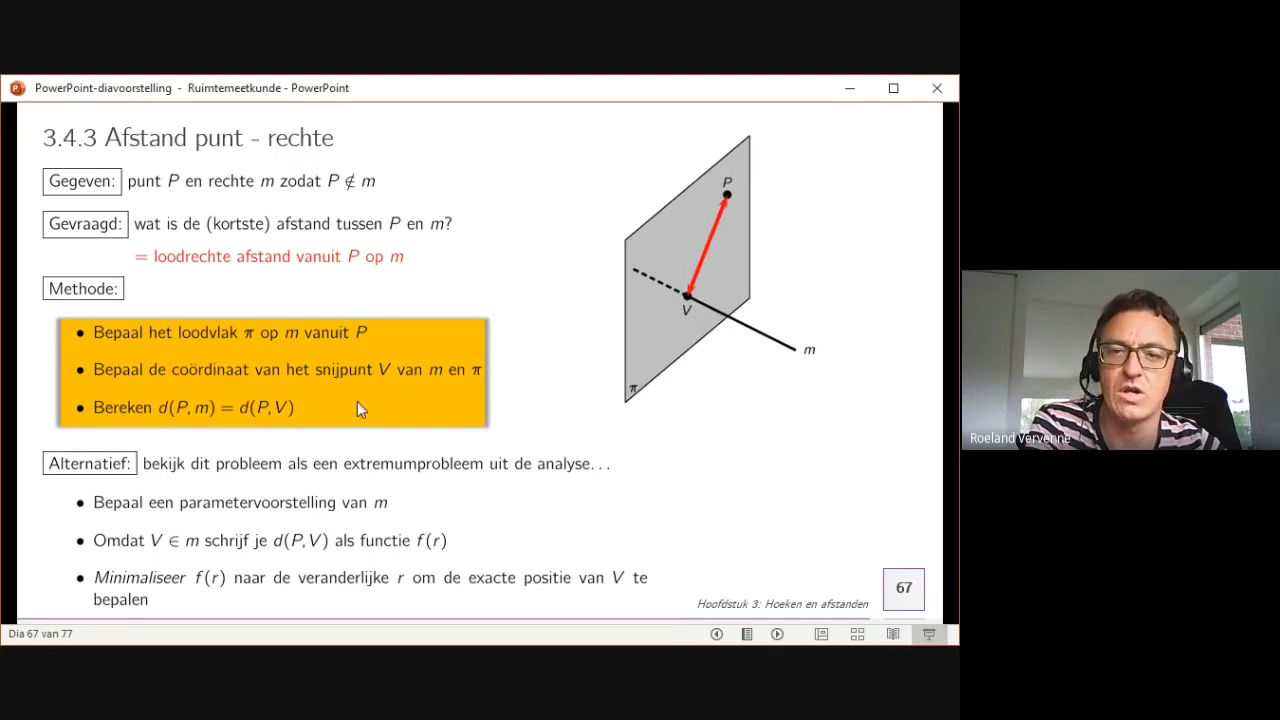 PowerPoint-diavoorstelling - Ruimtemeetkunde - PowerPoint
3.4.3 Afstand punt - rechte
Gegeven: punt P en rechte m zodat P ∉ m
Gevraagd: wat is de (kortste) afstand tussen P en m?
= loodrechte afstand vanuit P op m
Methode:
• Bepaal het loodvlak π op m vanuit P
• Bepaal de coördinaat van het snijpunt V van m en π
• Bereken d(P, m) = d(P, V)
P
V
m
π
Alternatief: bekijk dit probleem als een extremumprobleem uit de analyse...
• Bepaal een parametervoorstelling van m
• Omdat V ∈ m schrijf je d(P, V) als functie f(r)
• Minimaliseer f(r) naar de veranderlijke r om de exacte positie van V te
bepalen
Hoofdstuk 3: Hoeken en afstanden
67
Dia 67 van 77
Roeland Vervenne